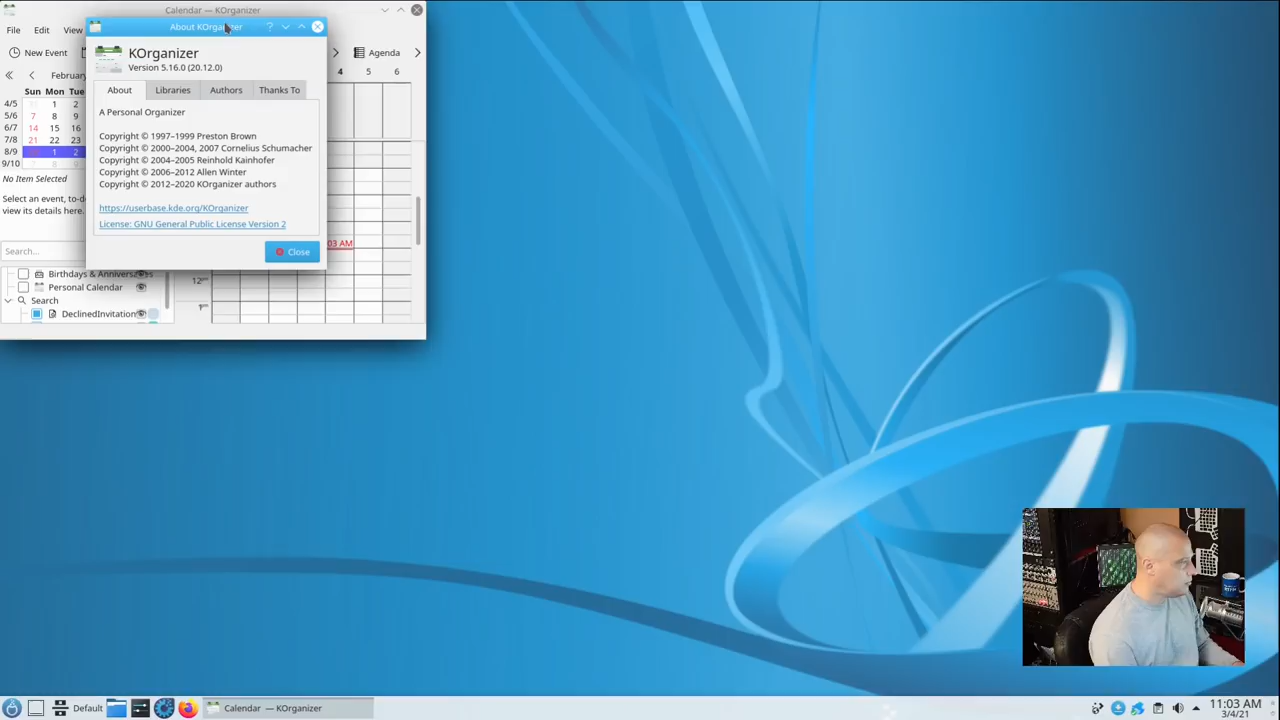 Calendar — KOrganizer
About KOrganizer
File Edit View
New Event
Agenda
February
4 5 6
Sun Mon Tue
4/5 1 2
5/6 7 8 9
6/7 14 15 16
7/8 21 22 23
8/9 1 2
9/10
No Item Selected
Select an event, to-d
view its details here.
Search...
Birthdays & Anniversaries
Personal Calendar
Search
DeclinedInvitation
KOrganizer
Version 5.16.0 (20.12.0)
About Libraries Authors Thanks To
A Personal Organizer
Copyright © 1997–1999 Preston Brown
Copyright © 2000–2004, 2007 Cornelius Schumacher
Copyright © 2004–2005 Reinhold Kainhofer
Copyright © 2006–2012 Allen Winter
Copyright © 2012–2020 KOrganizer authors
https://userbase.kde.org/KOrganizer
License: GNU General Public License Version 2
Close
03 AM
12pm
1pm
Default
Calendar — KOrganizer
11:03 AM
3/4/21